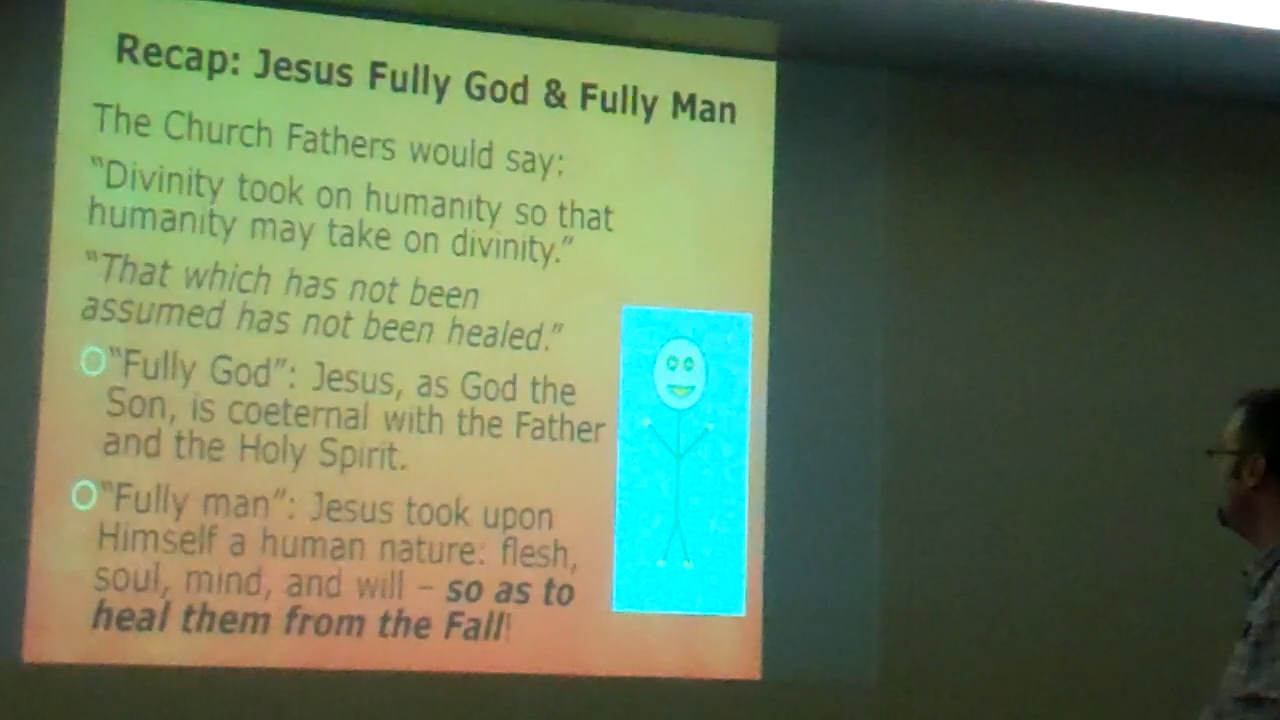 Recap: Jesus Fully God & Fully Man
The Church Fathers would say:
“Divinity took on humanity so that
humanity may take on divinity.”
“That which has not been
assumed has not been healed.”
“Fully God”: Jesus, as God the
Son, is coeternal with the Father
and the Holy Spirit.
“Fully man”: Jesus took upon
Himself a human nature: flesh,
soul, mind, and will – so as to
heal them from the Fall!